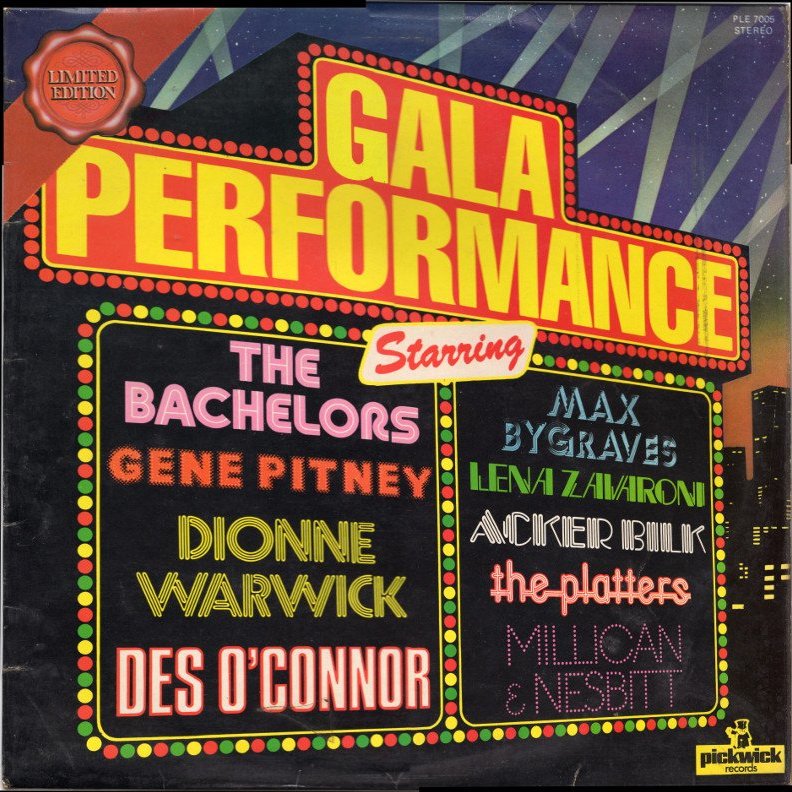 PLE 7005
STEREO
LIMITED
EDITION
GALA
PERFORMANCE
Starring
THE
BACHELORS
GENE PITNEY
DIONNE
WARWICK
DES O'CONNOR
MAX
BYGRAVES
LENA ZAVARONI
ACKER BILK
the platters
MILLICAN
& NESBITT
pickwick
records